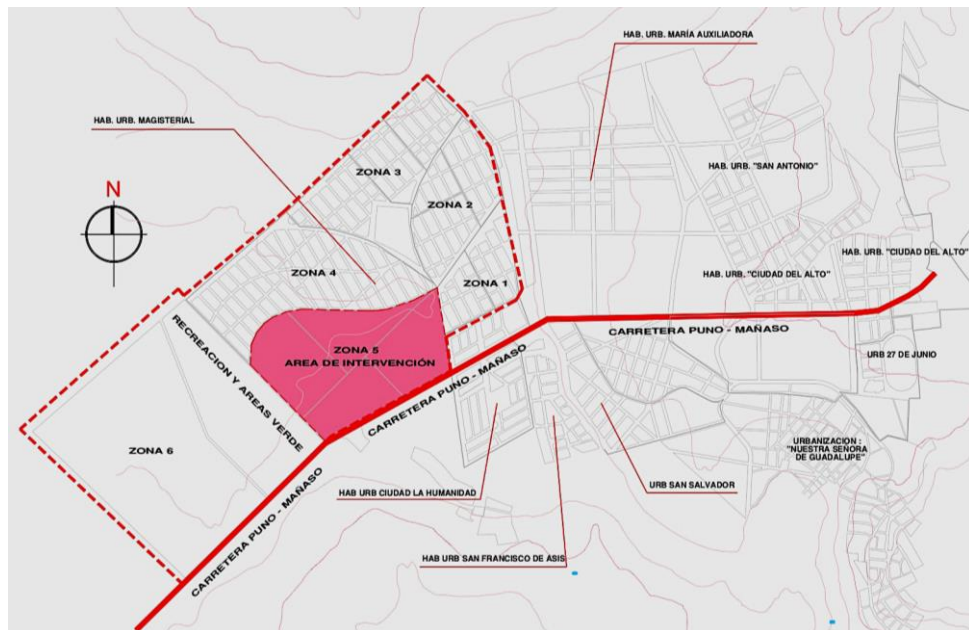 HAB. URB. MARÍA AUXILIADORA
HAB. URB. MAGISTERIAL
ZONA 3
HAB. URB. "SAN ANTONIO"
N
ZONA 2
HAB. URB. "CIUDAD DEL ALTO"
ZONA 4
HAB. URB. "CIUDAD DEL ALTO"
ZONA 1
CARRETERA PUNO - MAÑASO
RECREACION Y AREAS VERDE
ZONA 5
AREA DE INTERVENCIÓN
URB 27 DE JUNIO
CARRETERA PUNO - MAÑASO
ZONA 6
URBANIZACION :
"NUESTRA SEÑORA
DE GUADALUPE"
HAB URB CIUDAD LA HUMANIDAD
URB SAN SALVADOR
CARRETERA PUNO - MAÑASO
HAB URB SAN FRANCISCO DE ASIS